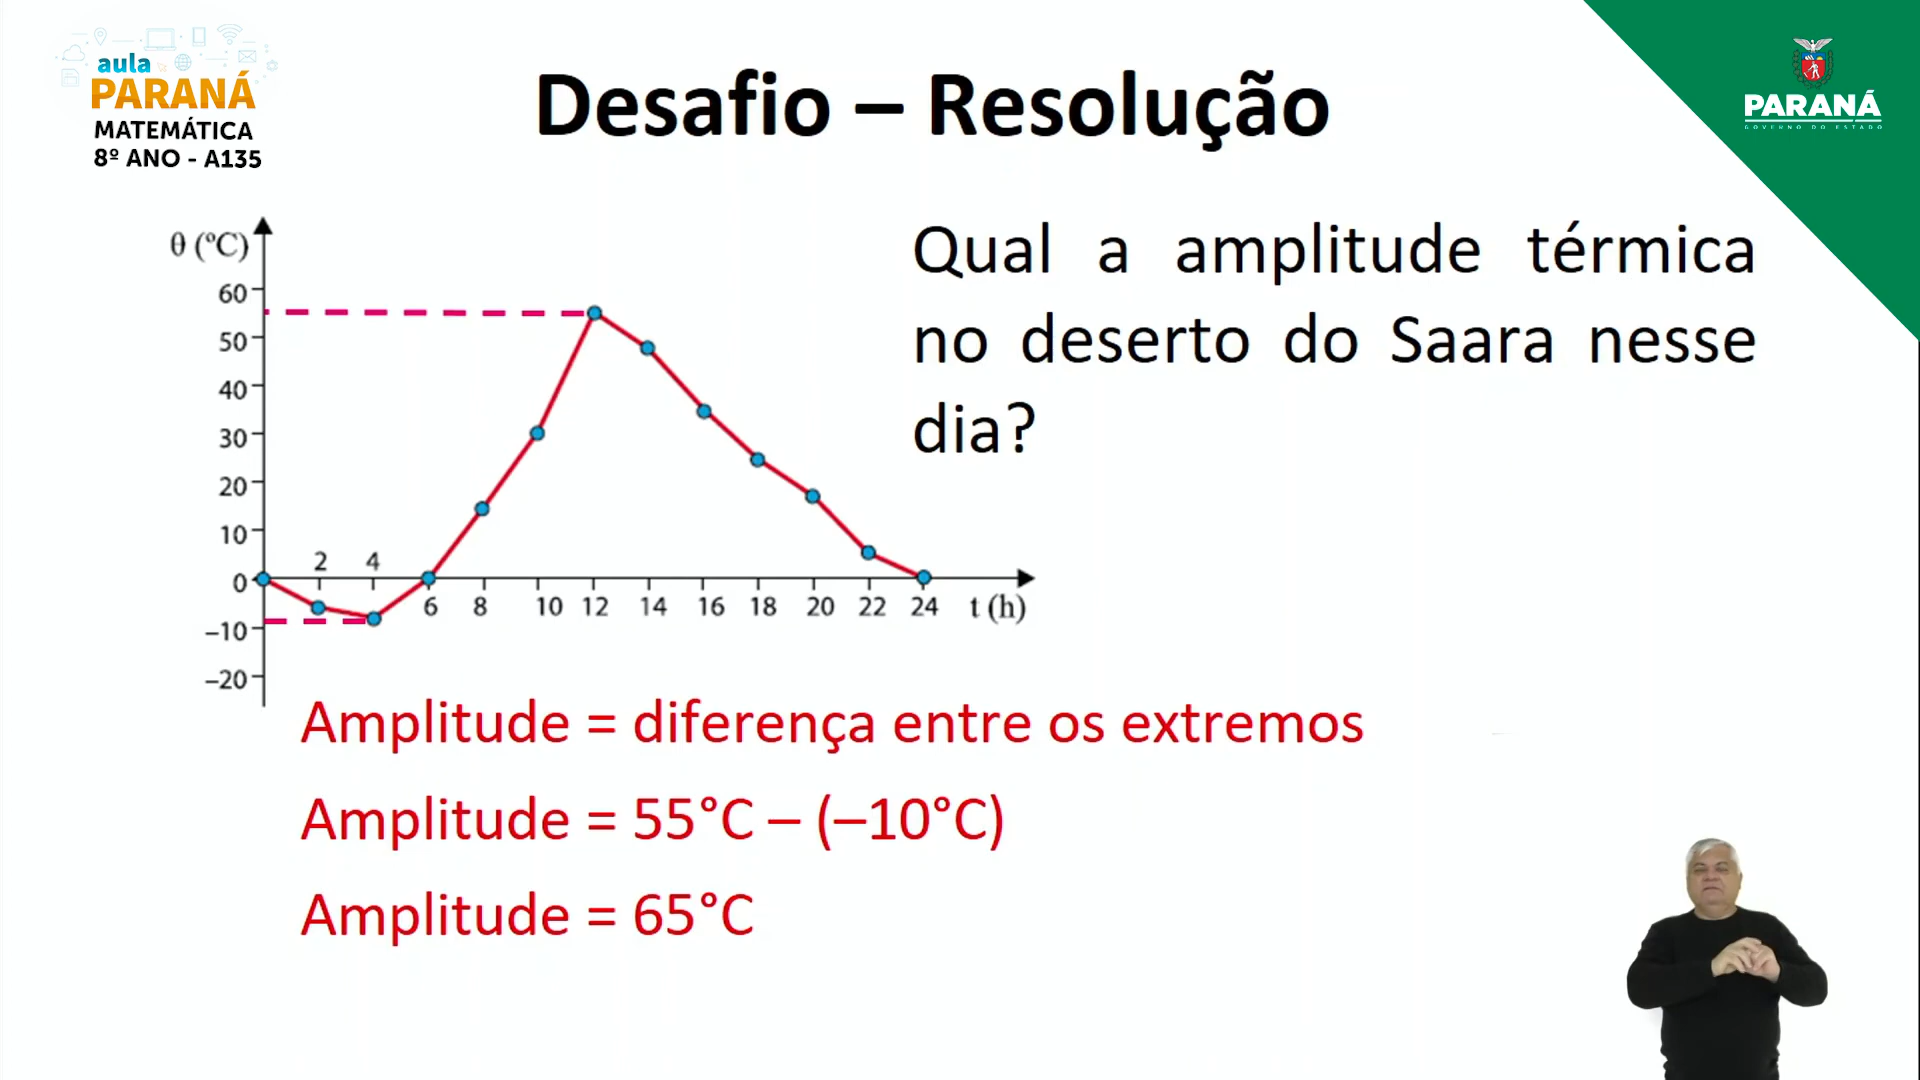 aula
PARANÁ
MATEMÁTICA
8º ANO - A135
Desafio – Resolução
PARANÁ
GOVERNO DO ESTADO
Qual a amplitude térmica
no deserto do Saara nesse
dia?
θ (ºC)
60
50
40
30
20
10
0
–10
–20
2 4
6 8 10 12 14 16 18 20 22 24 t (h)
Amplitude = diferença entre os extremos
Amplitude = 55°C – (–10°C)
Amplitude = 65°C